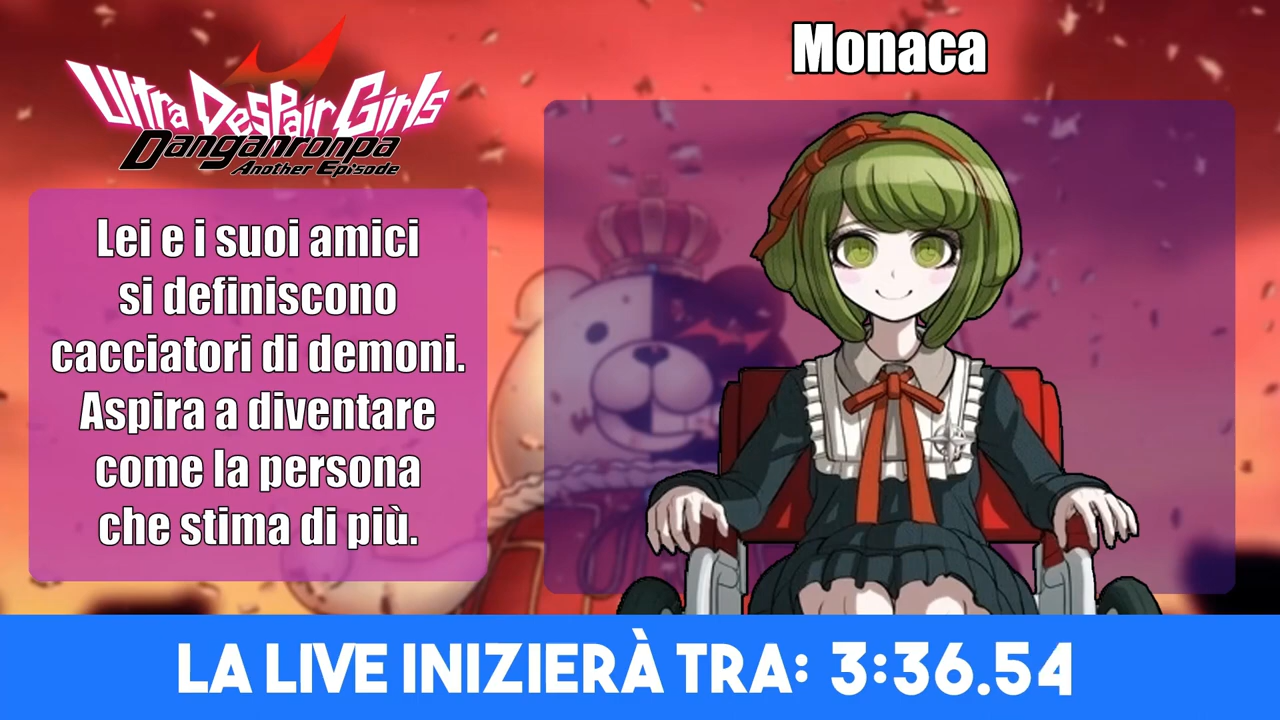 Ultra Despair Girls
Danganronpa
Another Episode
Monaca
Lei e i suoi amici
si definiscono
cacciatori di demoni.
Aspira a diventare
come la persona
che stima di più.
LA LIVE INIZIERÀ TRA: 3:36.54